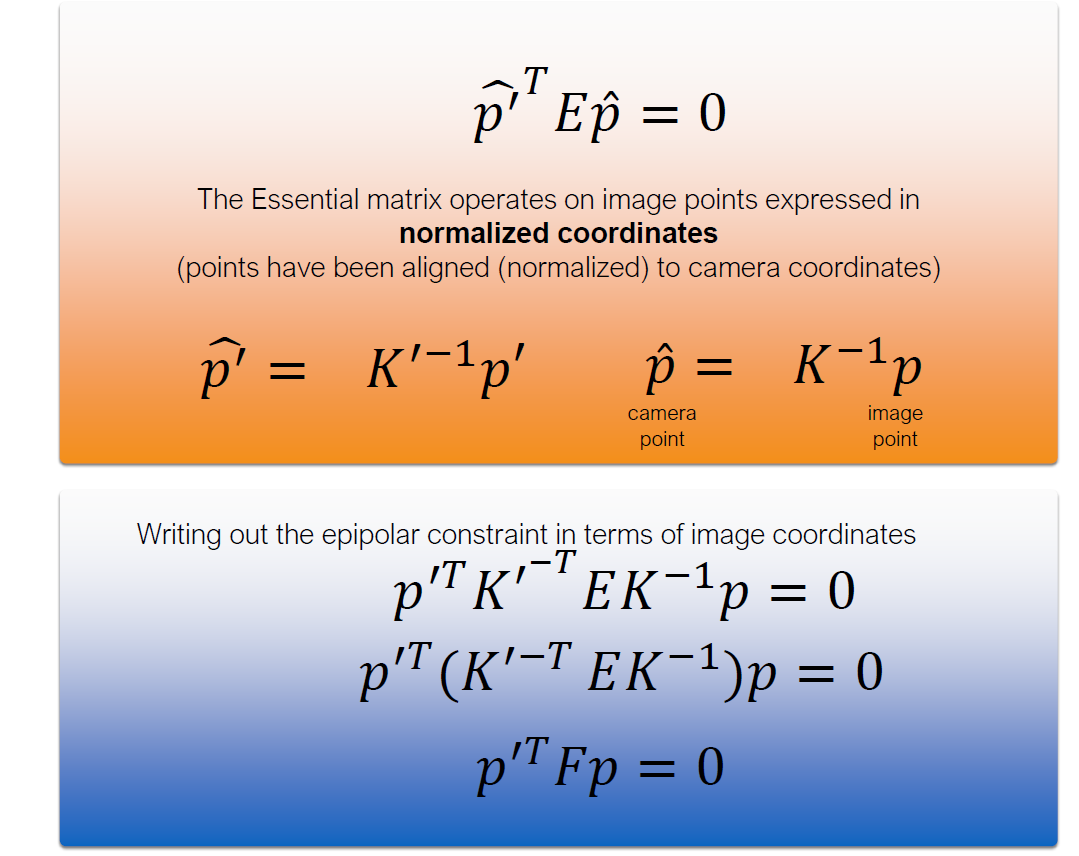 p̂'ᵀ E p̂ = 0
The Essential matrix operates on image points expressed in
normalized coordinates
(points have been aligned (normalized) to camera coordinates)
p̂' = K'⁻¹p' p̂ = K⁻¹p
camera image
point point
Writing out the epipolar constraint in terms of image coordinates
p'ᵀK'⁻ᵀEK⁻¹p = 0
p'ᵀ(K'⁻ᵀ EK⁻¹)p = 0
p'ᵀFp = 0